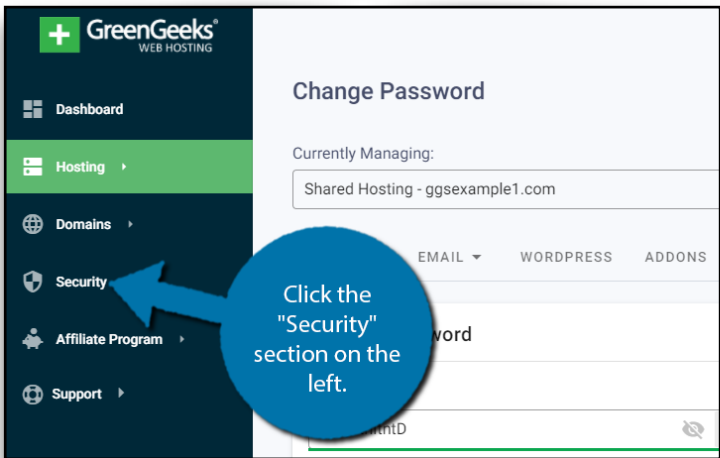 GreenGeeks®
WEB HOSTING
Dashboard
Hosting
Domains
Security
Affiliate Program
Support
Change Password
Currently Managing:
Shared Hosting - ggsexample1.com
EMAIL WORDPRESS ADDONS
Click the
"Security"
section on the
left.